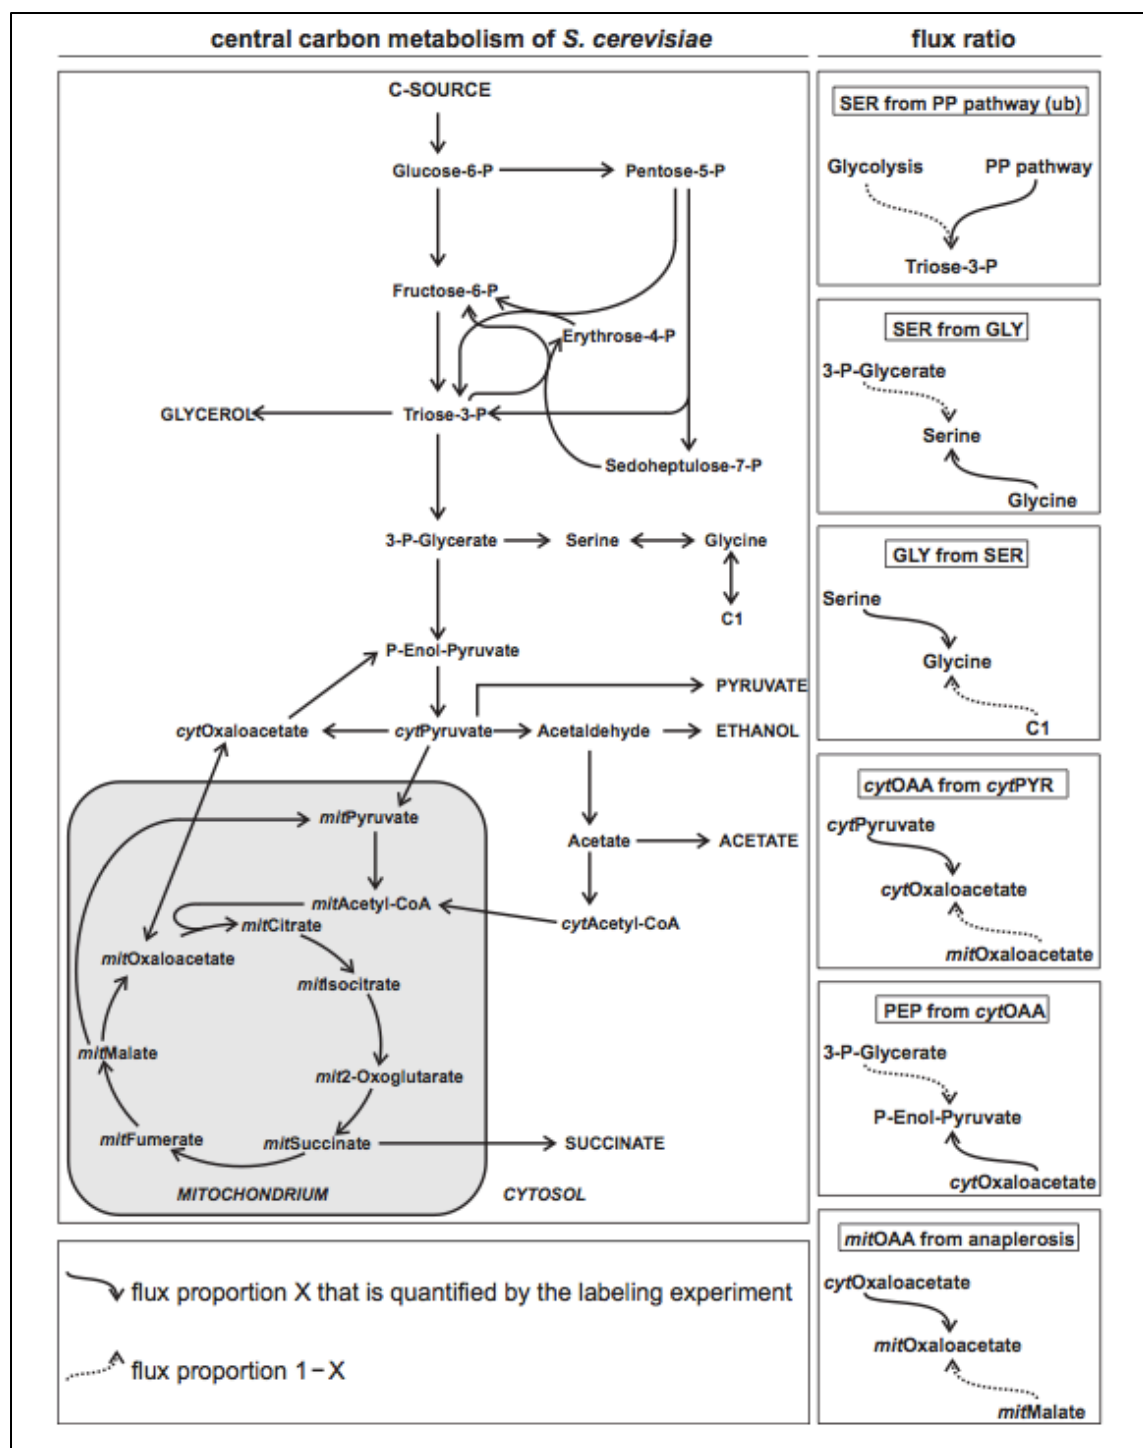 central carbon metabolism of S. cerevisiae
C-SOURCE
Glucose-6-P
Pentose-5-P
Fructose-6-P
Erythrose-4-P
GLYCEROL
Triose-3-P
Sedoheptulose-7-P
3-P-Glycerate
Serine
Glycine
C1
P-Enol-Pyruvate
PYRUVATE
cytOxaloacetate
cytPyruvate
Acetaldehyde
ETHANOL
mitPyruvate
Acetate
ACETATE
mitAcetyl-CoA
mitCitrate
cytAcetyl-CoA
mitOxaloacetate
mitIsocitrate
mitMalate
mit2-Oxoglutarate
mitFumerate
mitSuccinate
SUCCINATE
MITOCHONDRIUM
CYTOSOL
flux proportion X that is quantified by the labeling experiment
flux proportion 1−X
flux ratio
SER from PP pathway (ub)
Glycolysis
PP pathway
Triose-3-P
SER from GLY
3-P-Glycerate
Serine
Glycine
GLY from SER
Serine
Glycine
C1
cytOAA from cytPYR
cytPyruvate
cytOxaloacetate
mitOxaloacetate
PEP from cytOAA
3-P-Glycerate
P-Enol-Pyruvate
cytOxaloacetate
mitOAA from anaplerosis
cytOxaloacetate
mitOxaloacetate
mitMalate